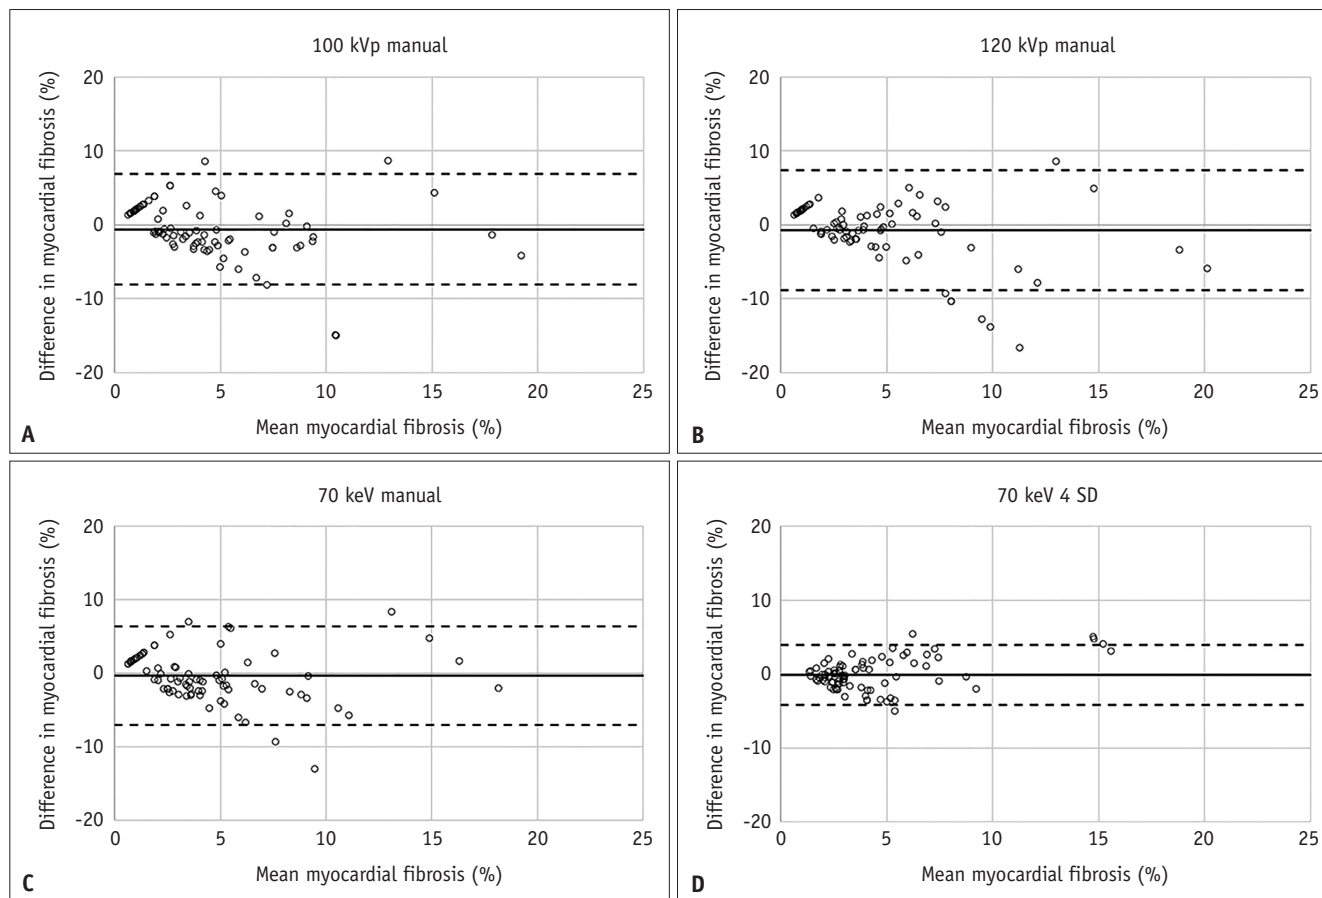 100 kVp manual
Difference in myocardial fibrosis (%)
20
10
0
-10
-20
0 5 10 15 20 25
Mean myocardial fibrosis (%)
A
120 kVp manual
Difference in myocardial fibrosis (%)
20
10
0
-10
-20
0 5 10 15 20 25
Mean myocardial fibrosis (%)
B
70 keV manual
Difference in myocardial fibrosis (%)
20
10
0
-10
-20
0 5 10 15 20 25
Mean myocardial fibrosis (%)
C
70 keV 4 SD
Difference in myocardial fibrosis (%)
20
10
0
-10
-20
0 5 10 15 20 25
Mean myocardial fibrosis (%)
D